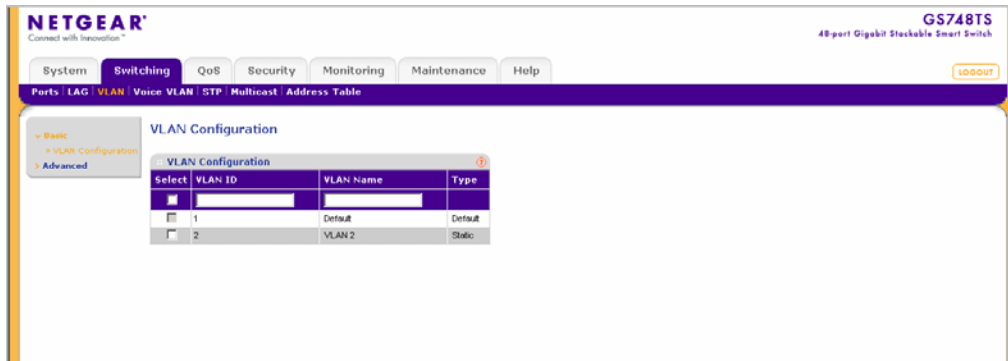 NETGEAR
Connect with Innovation™
GS748TS
48-port Gigabit Stackable Smart Switch
System Switching QoS Security Monitoring Maintenance Help
LOGOUT
Ports LAG VLAN Voice VLAN STP Multicast Address Table
Basic
VLAN Configuration
Advanced
VLAN Configuration
VLAN Configuration
Select VLAN ID VLAN Name Type
1 Default Default
2 VLAN 2 Static